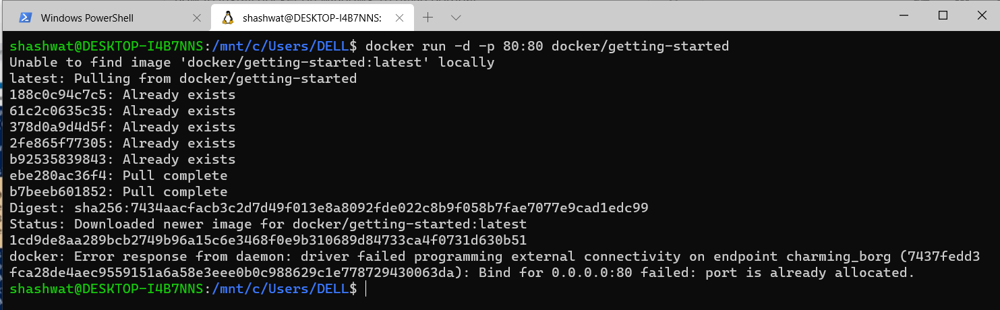 Windows PowerShell
shashwat@DESKTOP-I4B7NNS:
shashwat@DESKTOP-I4B7NNS:/mnt/c/Users/DELL$ docker run -d -p 80:80 docker/getting-started
Unable to find image 'docker/getting-started:latest' locally
latest: Pulling from docker/getting-started
188c0c94c7c5: Already exists
61c2c0635c35: Already exists
378d0a9d4d5f: Already exists
2fe865f77305: Already exists
b92535839843: Already exists
ebe280ac36f4: Pull complete
b7beeb601852: Pull complete
Digest: sha256:7434aacfacb3c2d7d49f013e8a8092fde022c8b9f058b7fae7077e9cad1edc99
Status: Downloaded newer image for docker/getting-started:latest
1cd9de8aa289bcb2749b96a15c6e3468f0e9b310689d84733ca4f0731d630b51
docker: Error response from daemon: driver failed programming external connectivity on endpoint charming_borg (7437fedd3
fca28de4aec9559151a6a58e3eee0b0c988629c1e778729430063da): Bind for 0.0.0.0:80 failed: port is already allocated.
shashwat@DESKTOP-I4B7NNS:/mnt/c/Users/DELL$